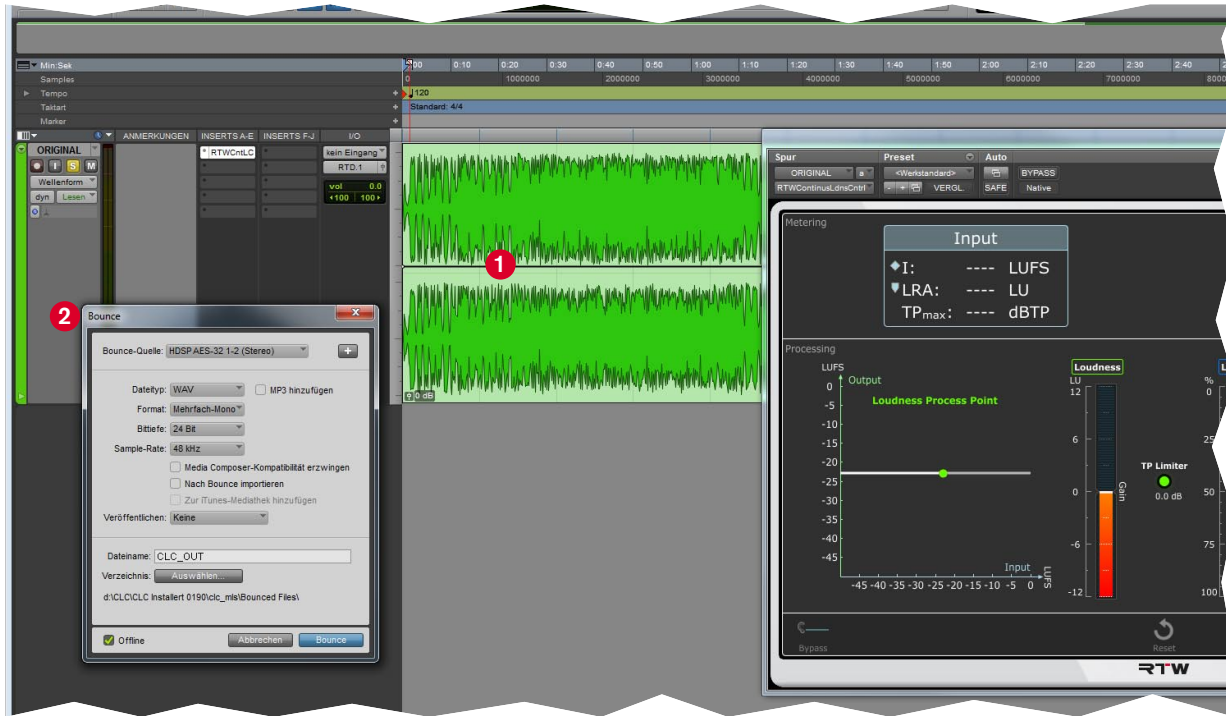 Min:Sek
0:00 0:10 0:20 0:30 0:40 0:50 1:00 1:10 1:20 1:30 1:40 1:50 2:00 2:10 2:20 2:30 2:40
Samples
0 1000000 2000000 3000000 4000000 5000000 6000000 7000000
Tempo +
120
Taktart +
Standard: 4/4
Marker +
ANMERKUNGEN INSERTS A-E INSERTS F-J I/O
ORIGINAL
RTWCntLC
kein Eingang
I S M
RTD.1
Wellenform
vol 0.0
dyn Lesen
100 100
1
0 dB
2
Bounce
Bounce-Quelle: HDSP AES-32 1-2 (Stereo) +
Dateityp: WAV MP3 hinzufügen
Format: Mehrfach-Mono
Bittiefe: 24 Bit
Sample-Rate: 48 kHz
Media Composer-Kompatibilität erzwingen
Nach Bounce importieren
Zur iTunes-Mediathek hinzufügen
Veröffentlichen: Keine
Dateiname: CLC_OUT
Verzeichnis: Auswählen...
d:\CLC\CLC Installert 0190\clc_mls\Bounced Files\
Offline Abbrechen Bounce
Spur Preset Auto
ORIGINAL a <Werkstandard> BYPASS
RTWContinusLdnsCntrl - + VERGL. SAFE Native
Metering
Input
I: ---- LUFS
LRA: ---- LU
TPmax: ---- dBTP
Processing
LUFS
Output
Loudness Process Point
0
-5
-10
-15
-20
-25
-30
-35
-40
-45
Input
LUFS
-45 -40 -35 -30 -25 -20 -15 -10 -5 0
Loudness
LU
12
6
0
-6
-12
Gain
TP Limiter
0.0 dB
%
0
25
50
75
100
Bypass
Reset
RTW